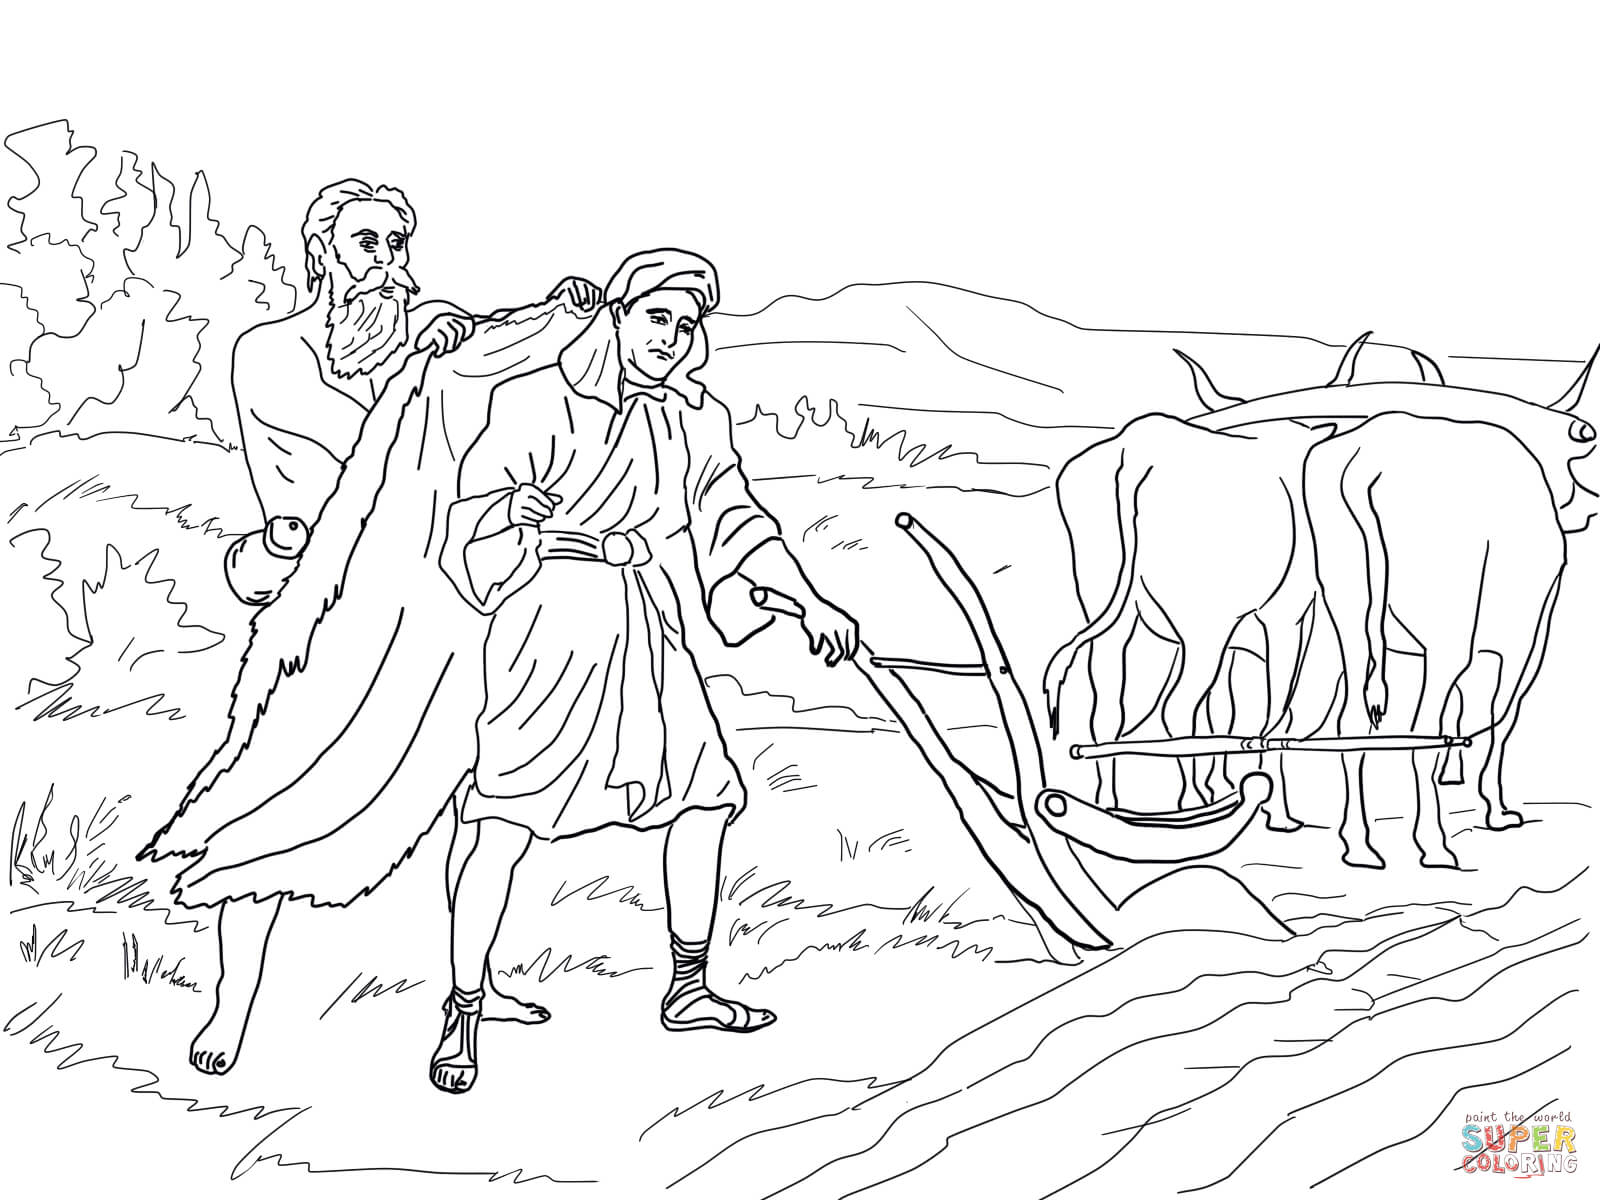 paint the world
SUPER
COLORING